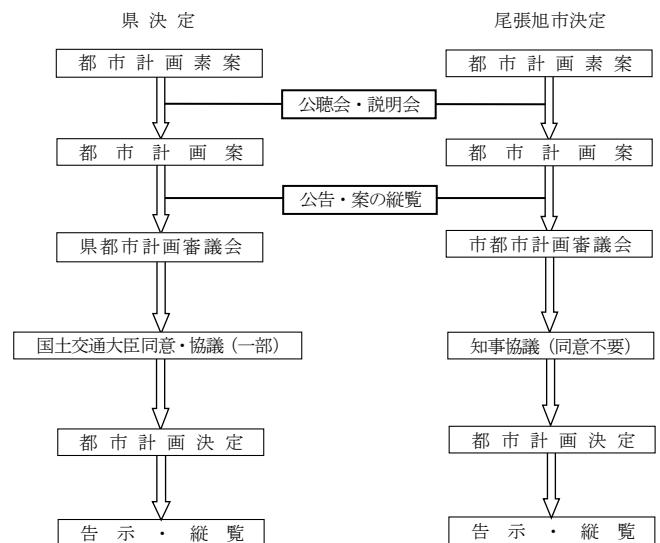 県決定
尾張旭市決定
都市計画素案
都市計画素案
公聴会・説明会
都市計画案
都市計画案
公告・案の縦覧
県都市計画審議会
市都市計画審議会
国土交通大臣同意・協議（一部）
知事協議（同意不要）
都市計画決定
都市計画決定
告示・縦覧
告示・縦覧